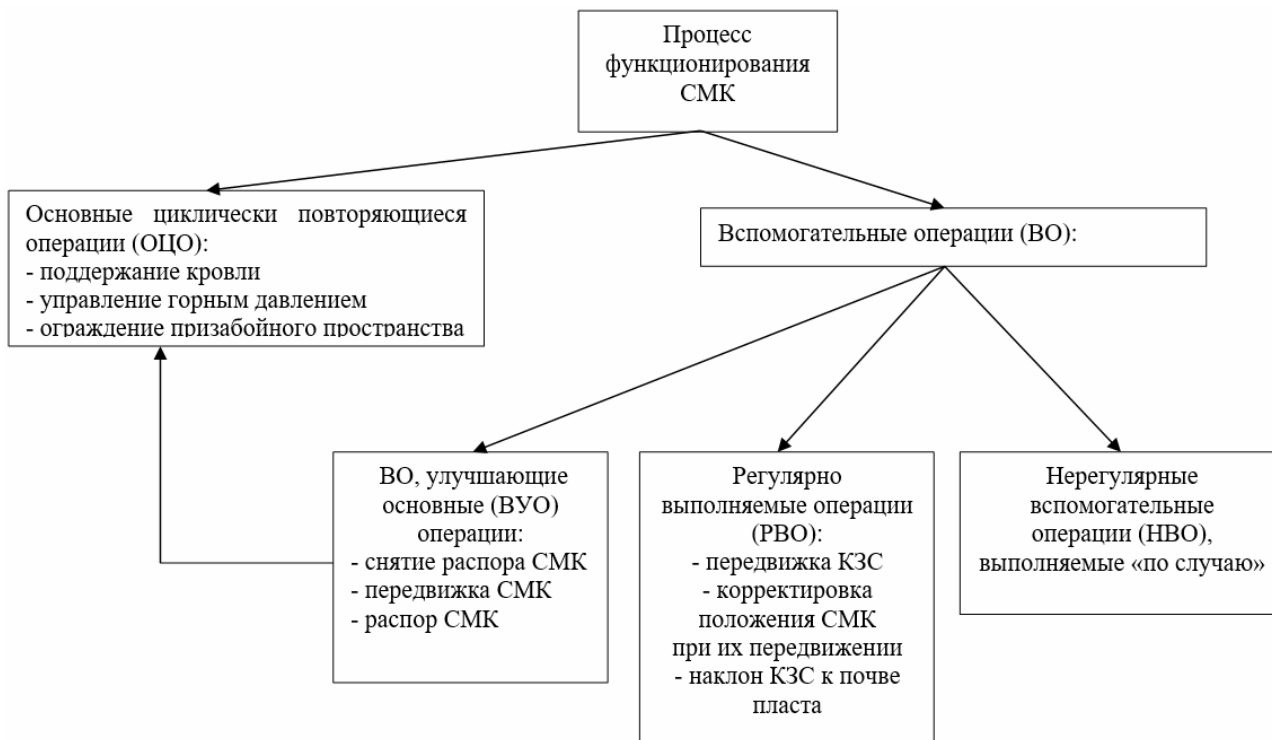 Процесс
функционирования
СМК
Основные циклически повторяющиеся
операции (ОЦО):
- поддержание кровли
- управление горным давлением
- ограждение призабойного пространства
Вспомогательные операции (ВО):
ВО, улучшающие
основные (ВУО)
операции:
- снятие распора СМК
- передвижка СМК
- распор СМК
Регулярно
выполняемые операции
(РВО):
- передвижка КЗС
- корректировка
положения СМК
при их передвижении
- наклон КЗС к почве
пласта
Нерегулярные
вспомогательные
операции (НВО),
выполняемые «по случаю»